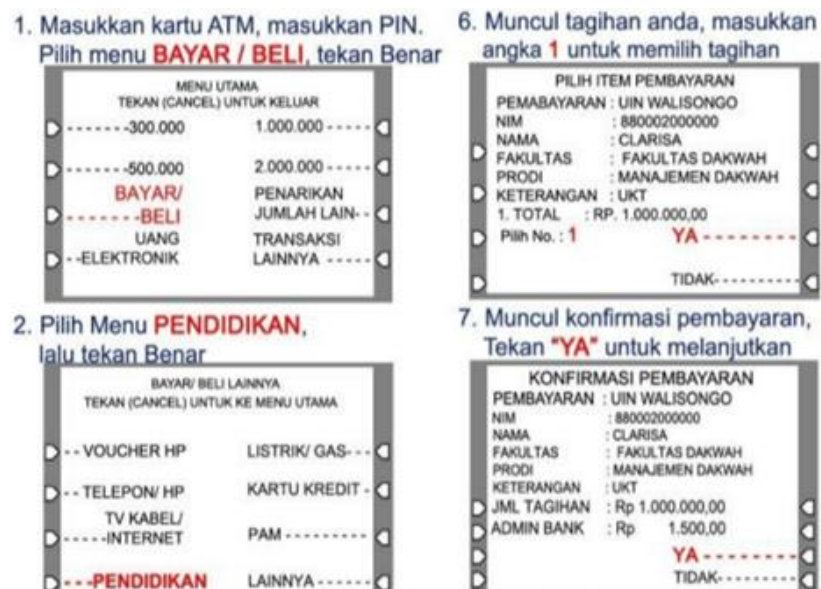 1. Masukkan kartu ATM, masukkan PIN.
Pilih menu BAYAR / BELI, tekan Benar
MENU UTAMA
TEKAN (CANCEL) UNTUK KELUAR
-------300.000 1.000.000-----
-------500.000 2.000.000-----
BAYAR/ PENARIKAN
--------BELI JUMLAH LAIN--
UANG TRANSAKSI
--ELEKTRONIK LAINNYA -----
2. Pilih Menu PENDIDIKAN,
lalu tekan Benar
BAYAR/ BELI LAINNYA
TEKAN (CANCEL) UNTUK KE MENU UTAMA
-- VOUCHER HP LISTRIK/ GAS---
-- TELEPON/ HP KARTU KREDIT -
TV KABEL/
-----INTERNET PAM --------
---PENDIDIKAN LAINNYA -----
6. Muncul tagihan anda, masukkan
angka 1 untuk memilih tagihan
PILIH ITEM PEMBAYARAN
PEMABAYARAN : UIN WALISONGO
NIM : 880002000000
NAMA : CLARISA
FAKULTAS : FAKULTAS DAKWAH
PRODI : MANAJEMEN DAKWAH
KETERANGAN : UKT
1. TOTAL : RP. 1.000.000,00
Pilih No. : 1 YA--------
TIDAK---------
7. Muncul konfirmasi pembayaran,
Tekan "YA" untuk melanjutkan
KONFIRMASI PEMBAYARAN
PEMBAYARAN : UIN WALISONGO
NIM : 880002000000
NAMA : CLARISA
FAKULTAS : FAKULTAS DAKWAH
PRODI : MANAJEMEN DAKWAH
KETERANGAN : UKT
JML TAGIHAN : Rp 1.000.000,00
ADMIN BANK : Rp 1.500,00
YA--------
TIDAK--------